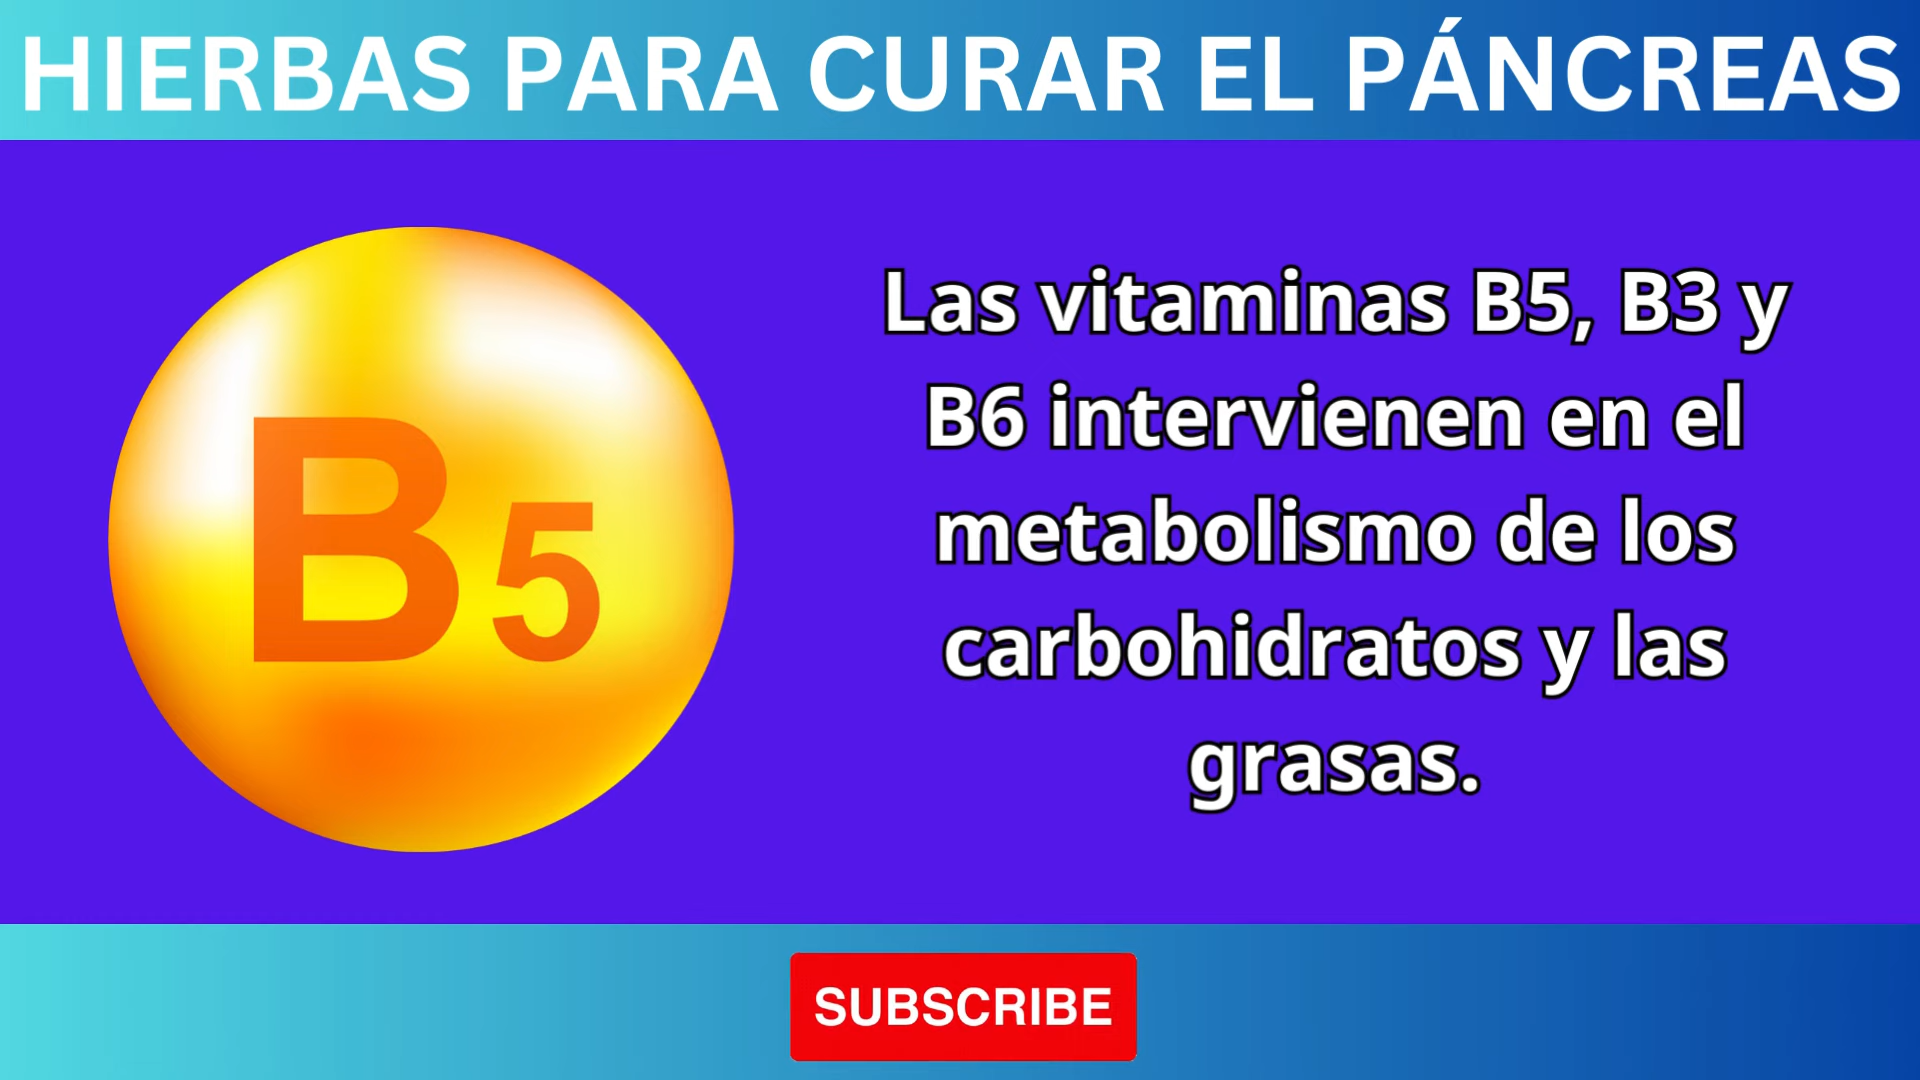 HIERBAS PARA CURAR EL PÁNCREAS
B5
Las vitaminas B5, B3 y
B6 intervienen en el
metabolismo de los
carbohidratos y las
grasas.
SUBSCRIBE